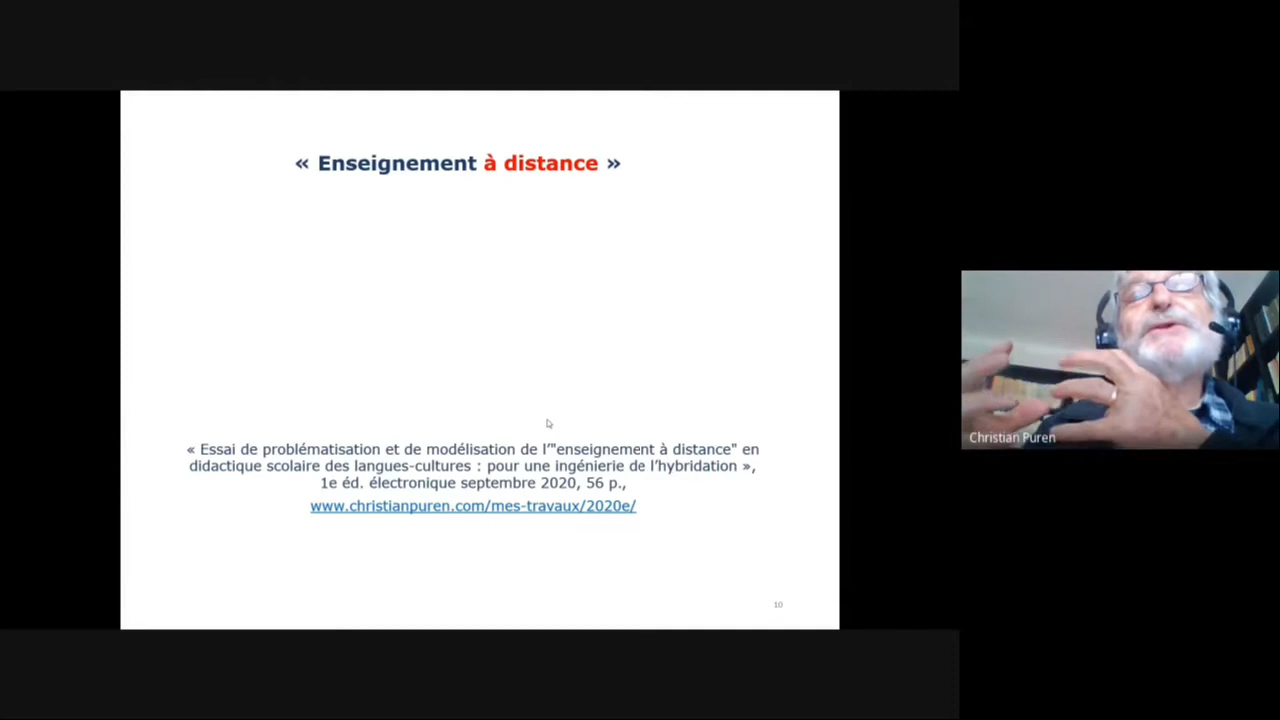 « Enseignement à distance »
« Essai de problématisation et de modélisation de l’"enseignement à distance" en
didactique scolaire des langues-cultures : pour une ingénierie de l’hybridation »,
1e éd. électronique septembre 2020, 56 p.,
www.christianpuren.com/mes-travaux/2020e/
10
Christian Puren